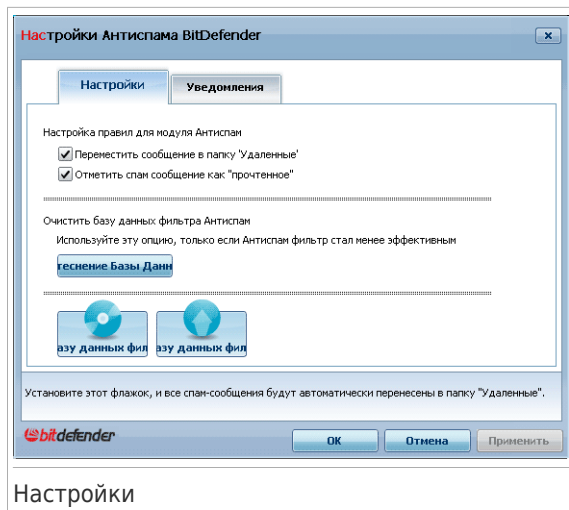 Настройки Антиспама BitDefender
Настройки
Уведомления
Настройка правил для модуля Антиспам
Переместить сообщение в папку 'Удаленные'
Отметить спам сообщение как "прочтенное"
Очистить базу данных фильтра Антиспам
Используйте эту опцию, только если Антиспам фильтр стал менее эффективным
теснение Базы Данн
азу данных фил
азу данных фил
Установите этот флажок, и все спам-сообщения будут автоматически перенесены в папку "Удаленные".
bitdefender
OK
Отмена
Применить
Настройки